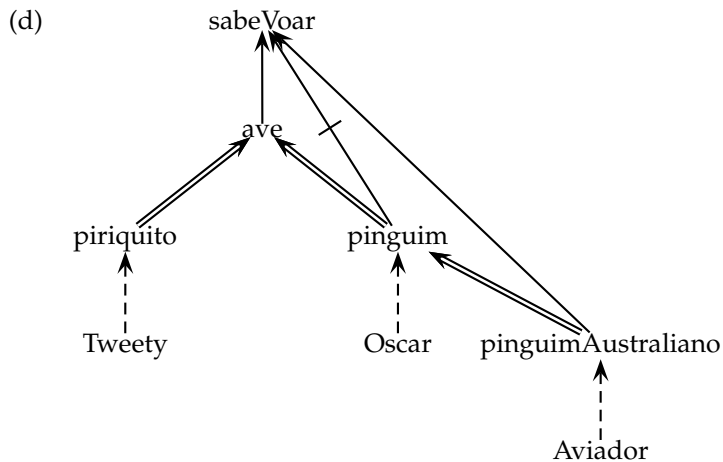 (d)
sabeVoar
ave
piriquito
pinguim
Tweety
Oscar
pinguimAustraliano
Aviador